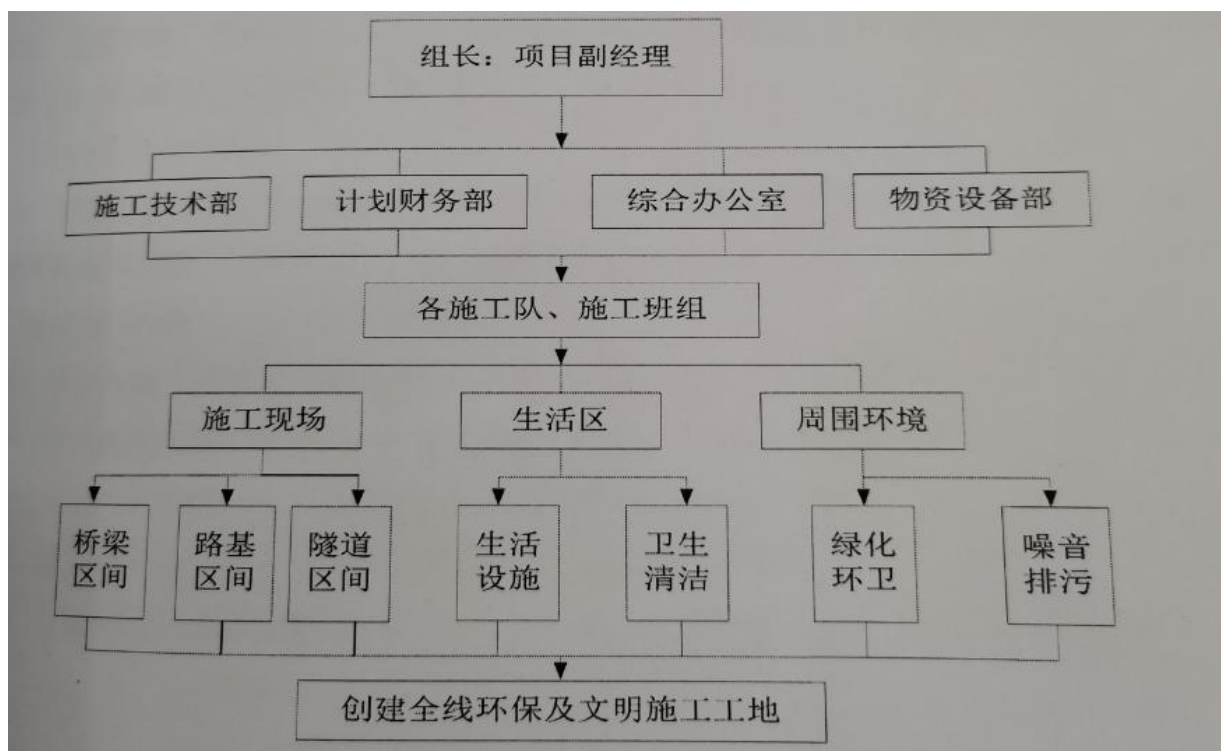 组长：项目副经理
施工技术部
计划财务部
综合办公室
物资设备部
各施工队、施工班组
施工现场
生活区
周围环境
桥梁
区间
路基
区间
隧道
区间
生活
设施
卫生
清洁
绿化
环卫
噪音
排污
创建全线环保及文明施工工地